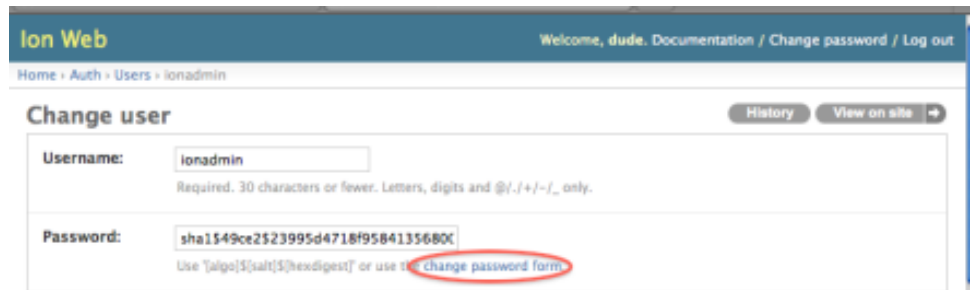 Ion Web
Welcome, dude. Documentation / Change password / Log out
Home › Auth › Users › ionadmin
Change user
History
View on site
Username:
ionadmin
Required. 30 characters or fewer. Letters, digits and @/./+/-/_ only.
Password:
sha1$49ce2$23995d4718f9584135680
Use '[algo]$[salt]$[hexdigest]' or use the change password form.